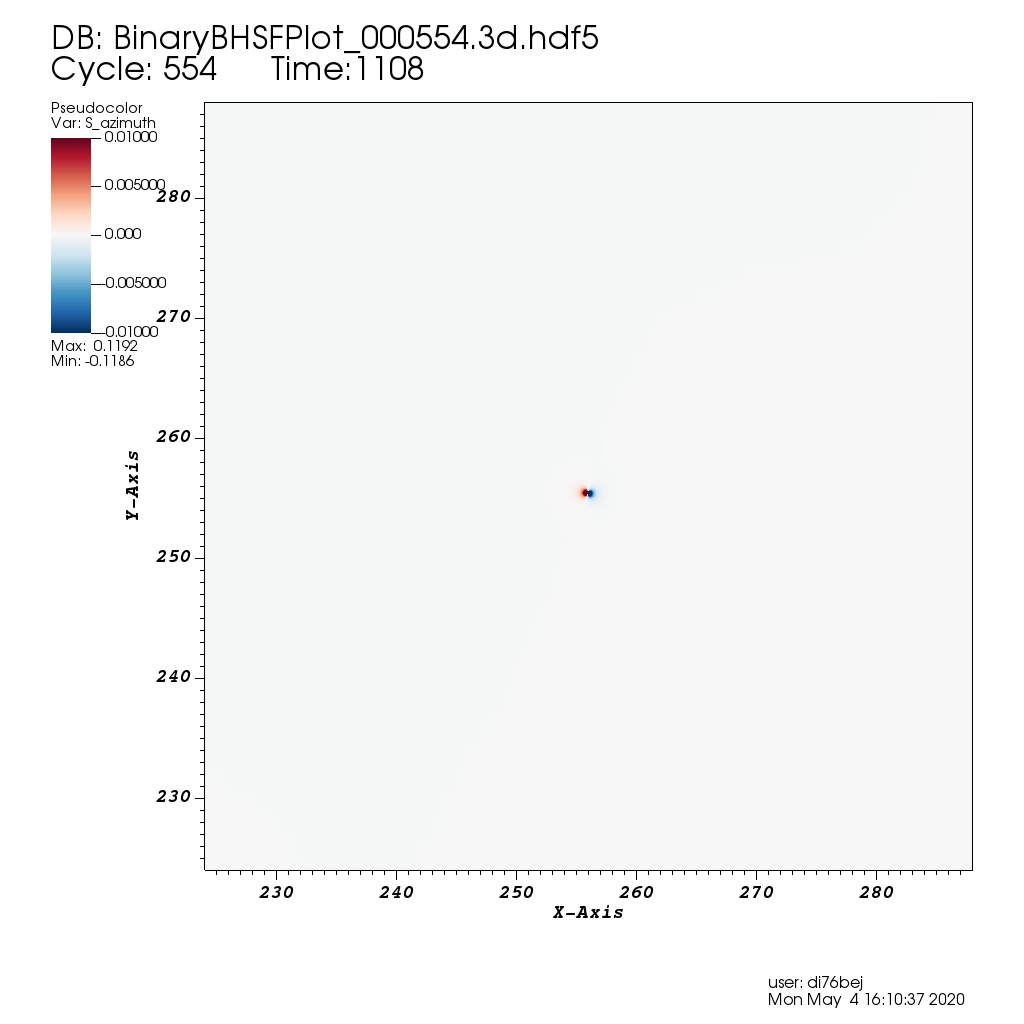 DB: BinaryBHSFPlot_000554.3d.hdf5
Cycle: 554 Time:1108
Pseudocolor
Var: S_azimuth
0.01000
0.005000
0.000
-0.005000
-0.01000
Max: 0.1192
Min: -0.1186
280
270
260
250
240
230
Y-Axis
230 240 250 260 270 280
X-Axis
user: di76bej
Mon May 4 16:10:37 2020